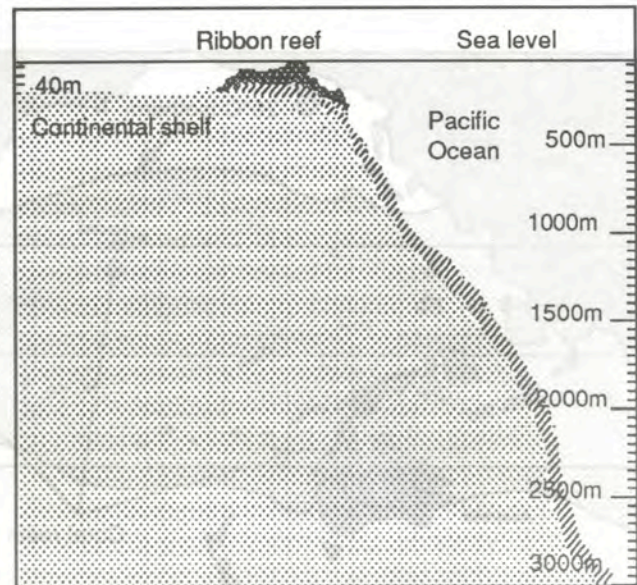 Ribbon reef Sea level
40m
Continental shelf
Pacific
Ocean
500m
1000m
1500m
2000m
2500m
3000m